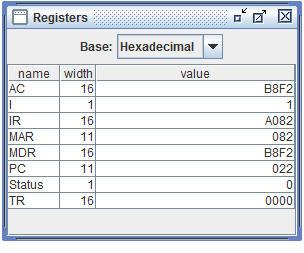 Registers
Base: Hexadecimal
name width value
AC 16 B8F2
I 1 1
IR 16 A082
MAR 11 082
MDR 16 B8F2
PC 11 022
Status 1 0
TR 16 0000